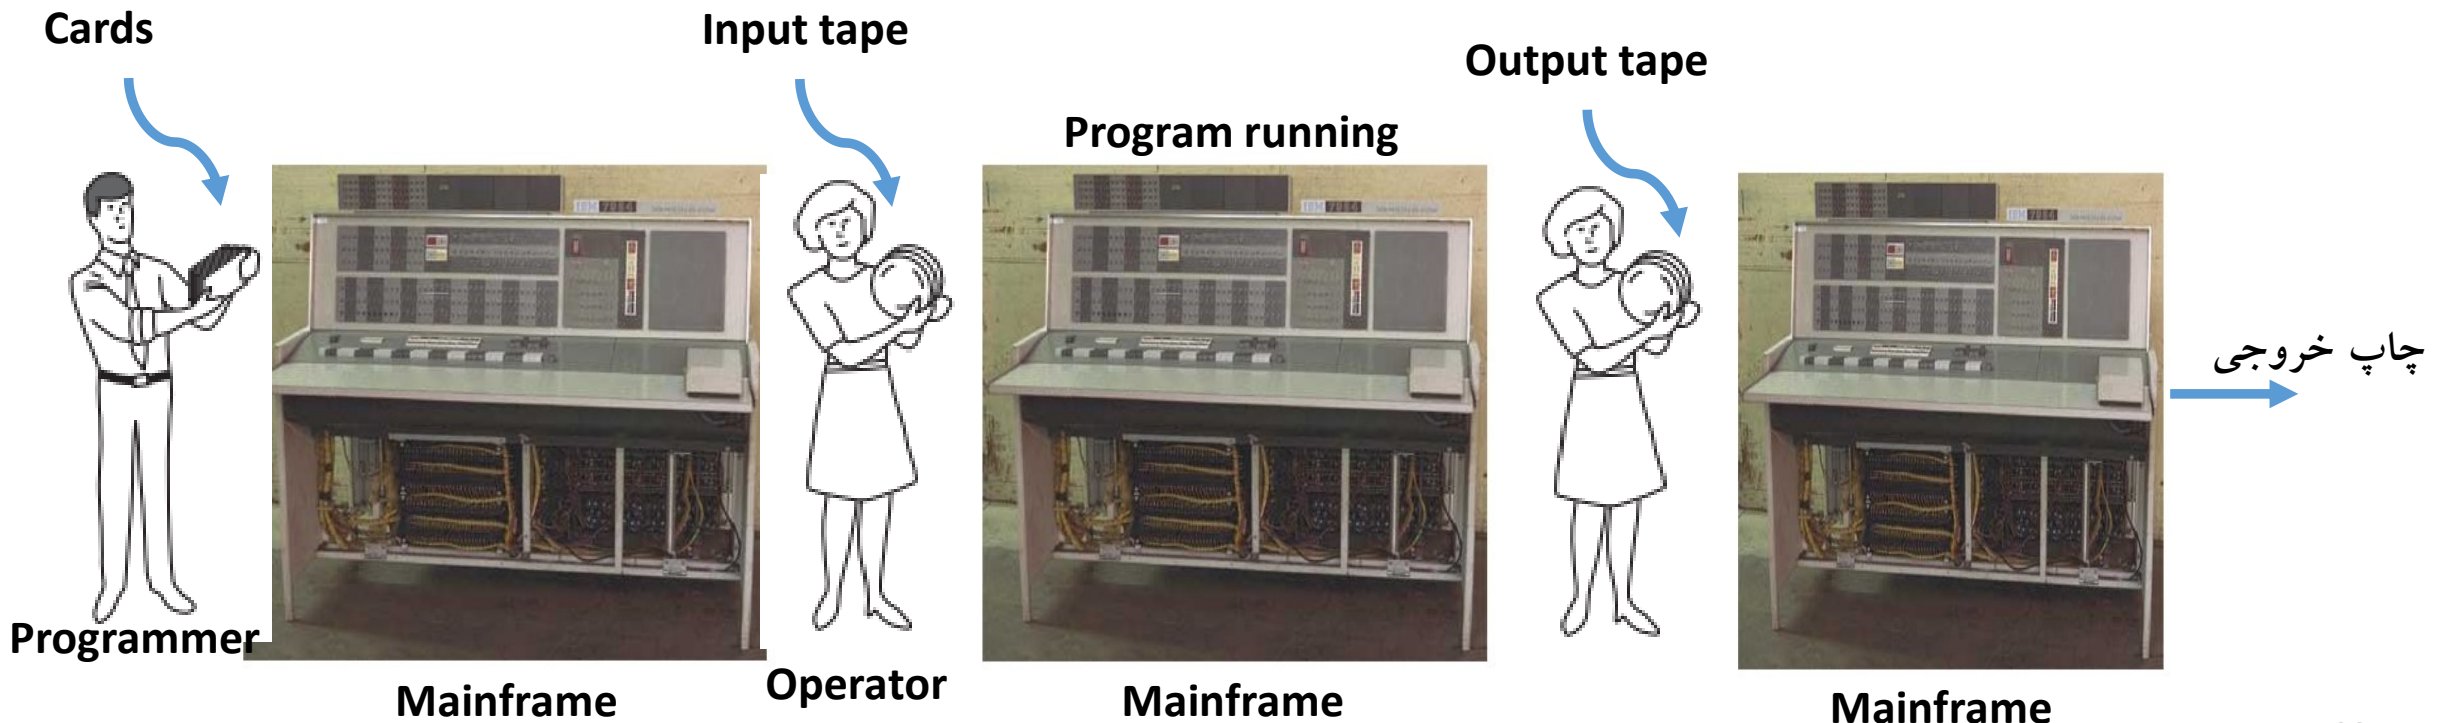 Cards
Input tape
Output tape
Program running
چاپ خروجی
Programmer
Operator
Mainframe
Mainframe
Mainframe